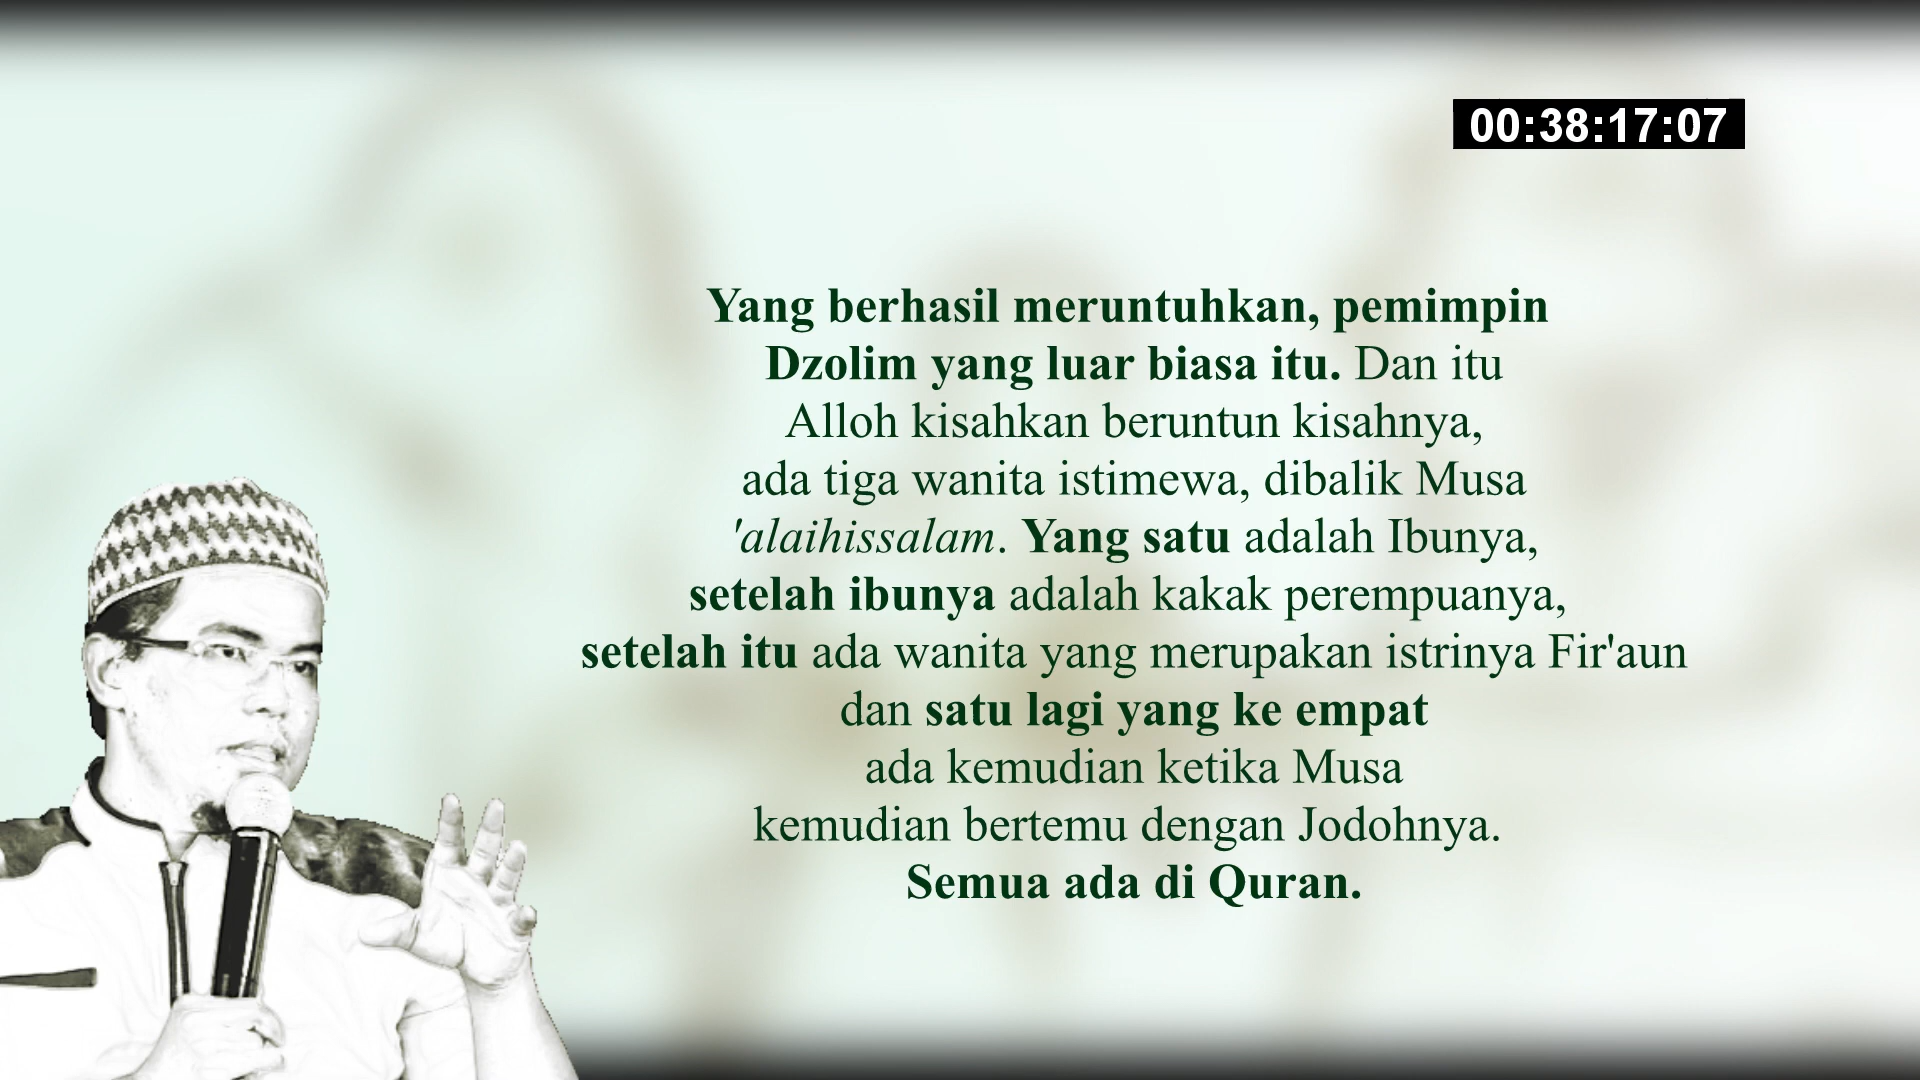 00:38:17:07
Yang berhasil meruntuhkan, pemimpin
Dzolim yang luar biasa itu. Dan itu
Alloh kisahkan beruntun kisahnya,
ada tiga wanita istimewa, dibalik Musa
'alaihissalam. Yang satu adalah Ibunya,
setelah ibunya adalah kakak perempuanya,
setelah itu ada wanita yang merupakan istrinya Fir'aun
dan satu lagi yang ke empat
ada kemudian ketika Musa
kemudian bertemu dengan Jodohnya.
Semua ada di Quran.